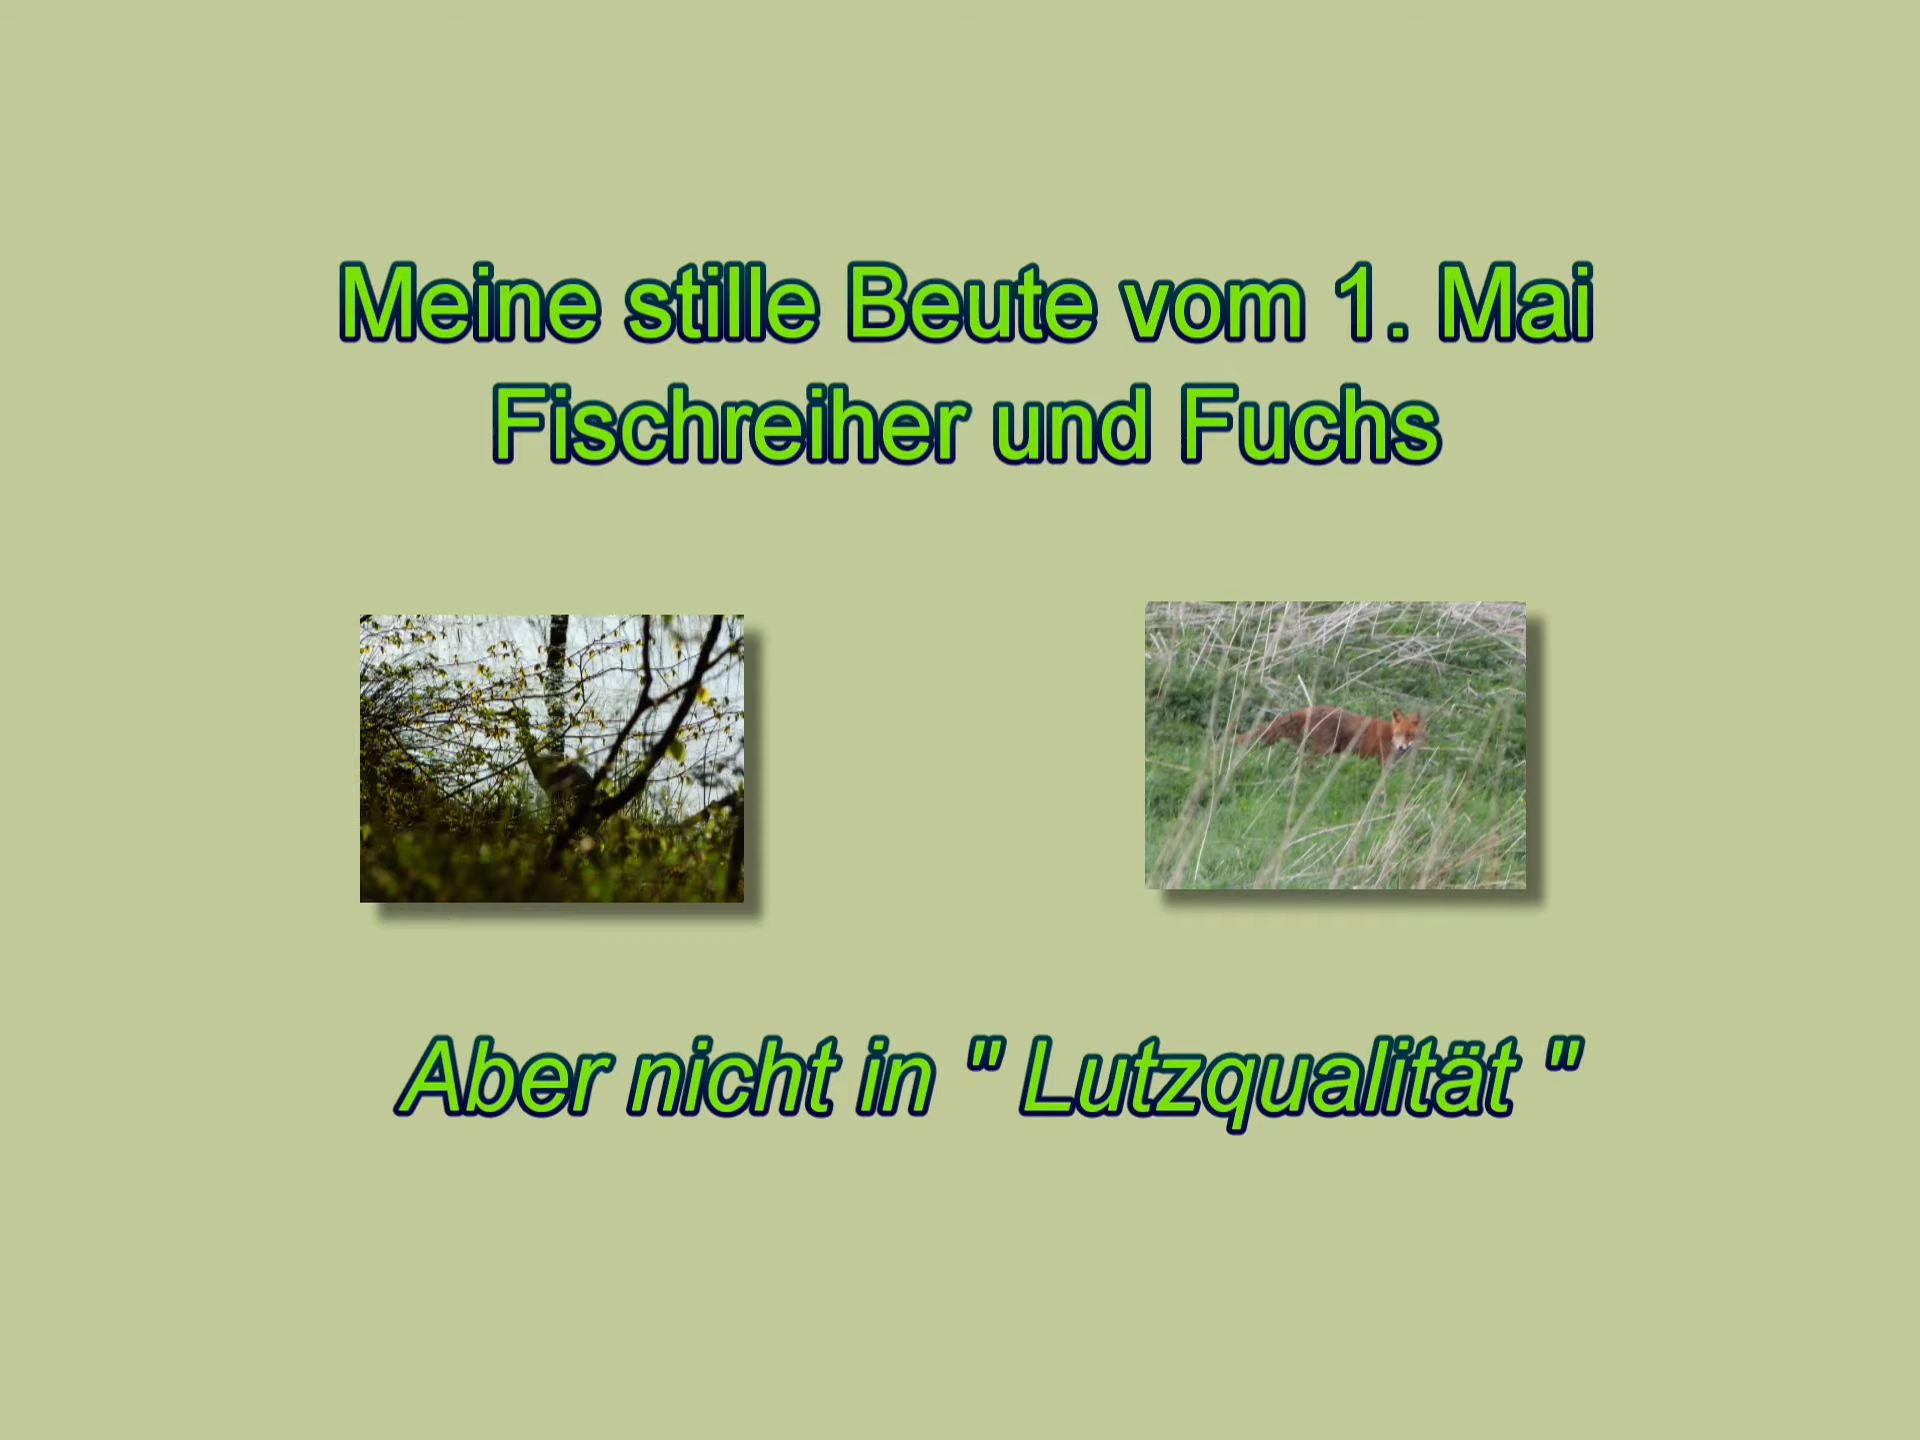 Meine stille Beute vom 1. Mai
Fischreiher und Fuchs
Aber nicht in " Lutzqualität "